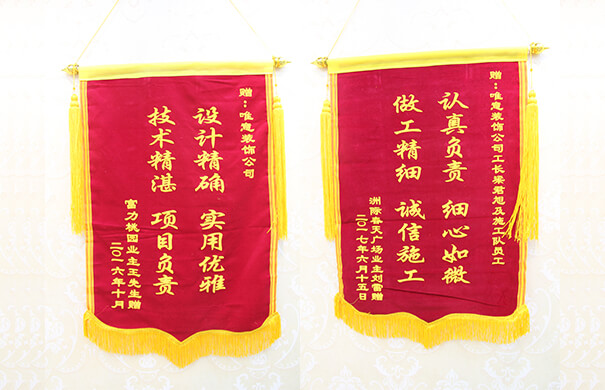 赠：唯意装饰公司
设计精确 实用优雅
技术精湛 项目负责
富力桃园业主王先生赠
二〇一六年十月
赠：唯意装饰公司工长梁君旭及施工队员工
认真负责 细心如微
做工精细 诚信施工
洲际春天广场业主刘雷赠
二〇一七年六月十五日